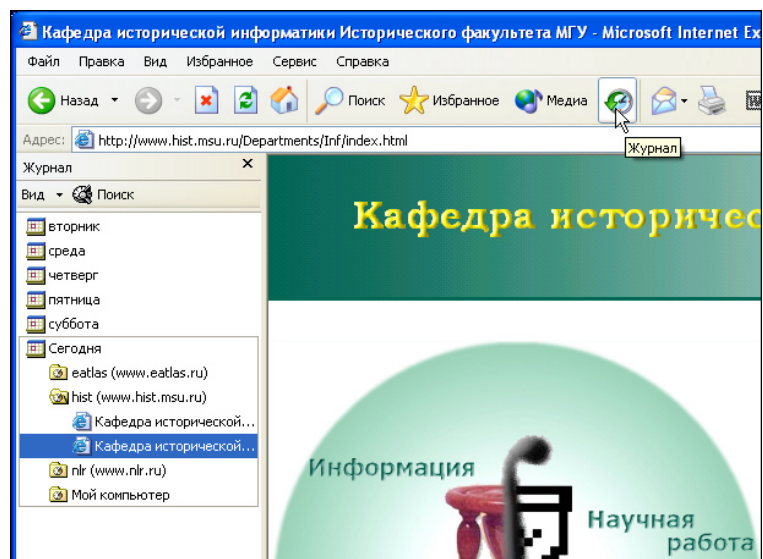 Кафедра исторической информатики Исторического факультета МГУ - Microsoft Internet Ex
Файл Правка Вид Избранное Сервис Справка
Назад Поиск Избранное Медиа
Адрес: http://www.hist.msu.ru/Departments/Inf/index.html
Журнал
Журнал
Вид Поиск
Кафедра историчес
вторник
среда
четверг
пятница
суббота
Сегодня
eatlas (www.eatlas.ru)
hist (www.hist.msu.ru)
Кафедра исторической...
Кафедра исторической...
nlr (www.nlr.ru)
Мой компьютер
Информация
Научная
работа